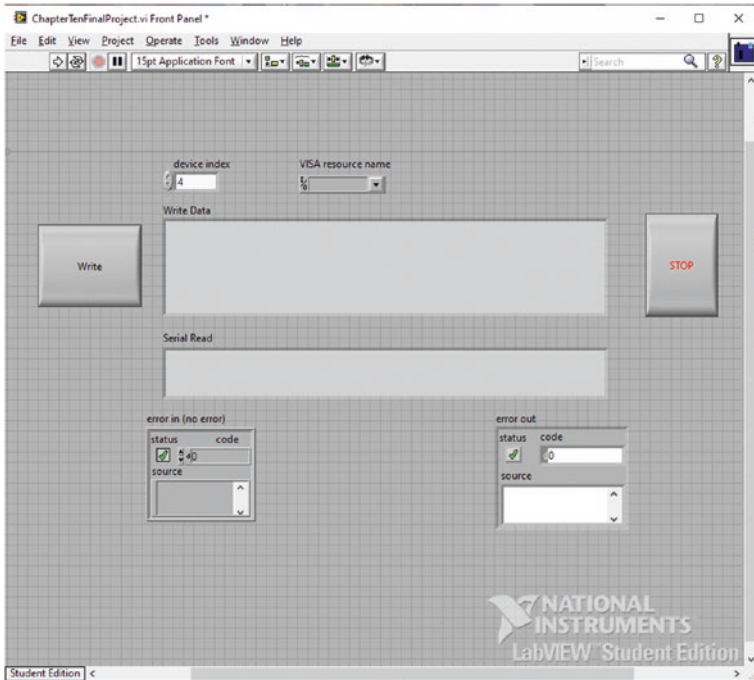 ChapterTenFinalProject.vi Front Panel *
File Edit View Project Operate Tools Window Help
15pt Application Font Search
device index VISA resource name
4
Write Data
Write
STOP
Serial Read
error in (no error) error out
status code status code
0 0
source source
NATIONAL
INSTRUMENTS
LabVIEW™ Student Edition
Student Edition